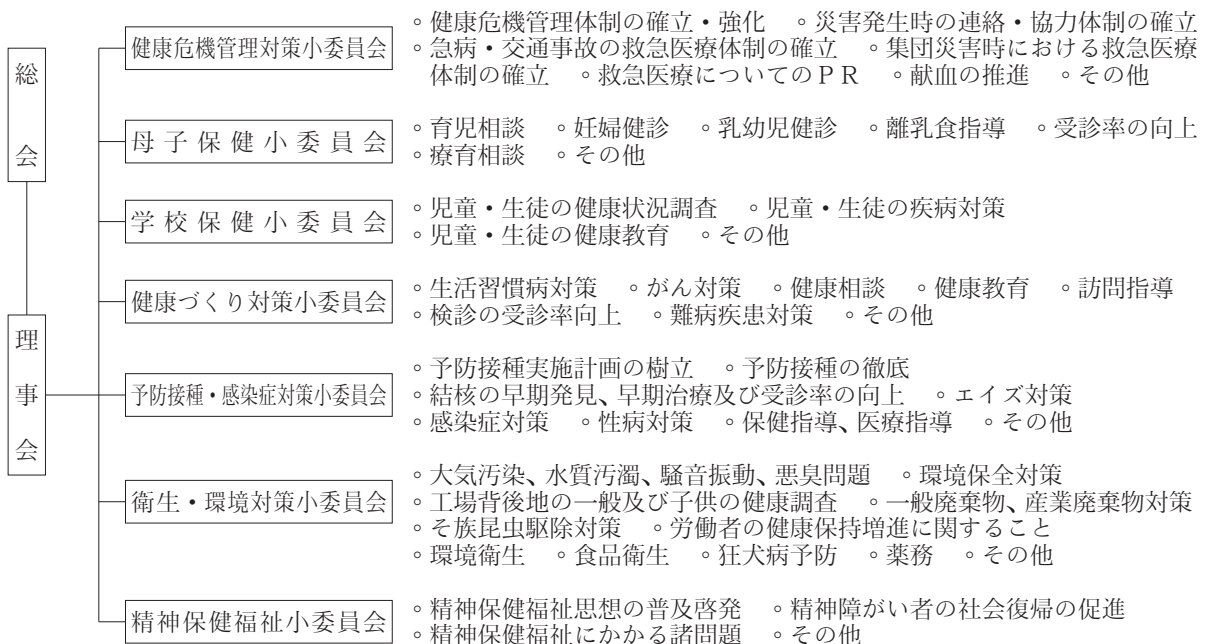 総会
理事会
健康危機管理対策小委員会
◦健康危機管理体制の確立・強化　◦災害発生時の連絡・協力体制の確立
◦急病・交通事故の救急医療体制の確立　◦集団災害時における救急医療
体制の確立　◦救急医療についてのＰＲ　◦献血の推進　◦その他
母子保健小委員会
◦育児相談　◦妊婦健診　◦乳幼児健診　◦離乳食指導　◦受診率の向上
◦療育相談　◦その他
学校保健小委員会
◦児童・生徒の健康状況調査　◦児童・生徒の疾病対策
◦児童・生徒の健康教育　◦その他
健康づくり対策小委員会
◦生活習慣病対策　◦がん対策　◦健康相談　◦健康教育　◦訪問指導
◦検診の受診率向上　◦難病疾患対策　◦その他
予防接種・感染症対策小委員会
◦予防接種実施計画の樹立　◦予防接種の徹底
◦結核の早期発見、早期治療及び受診率の向上　◦エイズ対策
◦感染症対策　◦性病対策　◦保健指導、医療指導　◦その他
衛生・環境対策小委員会
◦大気汚染、水質汚濁、騒音振動、悪臭問題　◦環境保全対策
◦工場背後地の一般及び子供の健康調査　◦一般廃棄物、産業廃棄物対策
◦そ族昆虫駆除対策　◦労働者の健康保持増進に関すること
◦環境衛生　◦食品衛生　◦狂犬病予防　◦薬務　◦その他
精神保健福祉小委員会
◦精神保健福祉思想の普及啓発　◦精神障がい者の社会復帰の促進
◦精神保健福祉にかかる諸問題　◦その他